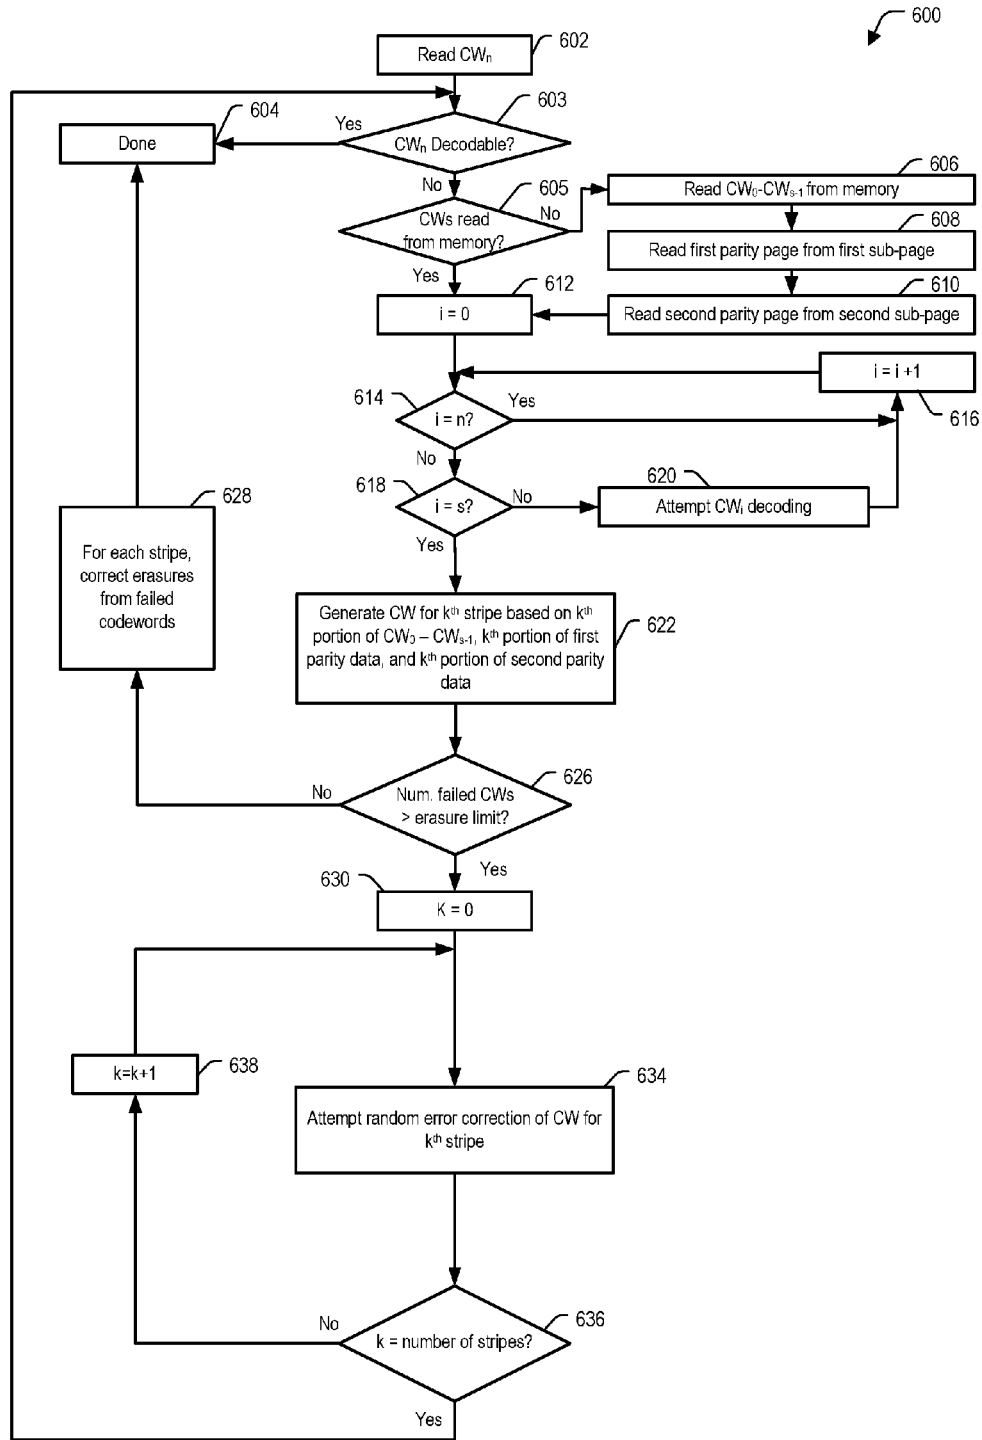 600
602
Read CWₙ
603
604
Yes
Done
CWₙ Decodable?
No
605
606
Read CW₀-CWₛ₋₁ from memory
CWs read
from memory?
No
608
Read first parity page from first sub-page
Yes
612
610
i = 0
Read second parity page from second sub-page
i = i +1
614
Yes
616
i = n?
No
618
620
i = s?
No
Attempt CWᵢ decoding
Yes
628
For each stripe,
correct erasures
from failed
codewords
Generate CW for kᵗʰ stripe based on kᵗʰ
portion of CW₀ – CWₛ₋₁, kᵗʰ portion of first
parity data, and kᵗʰ portion of second parity
data
622
626
No
Num. failed CWs
> erasure limit?
Yes
630
K = 0
638
k=k+1
634
Attempt random error correction of CW for
kᵗʰ stripe
636
No
k = number of stripes?
Yes